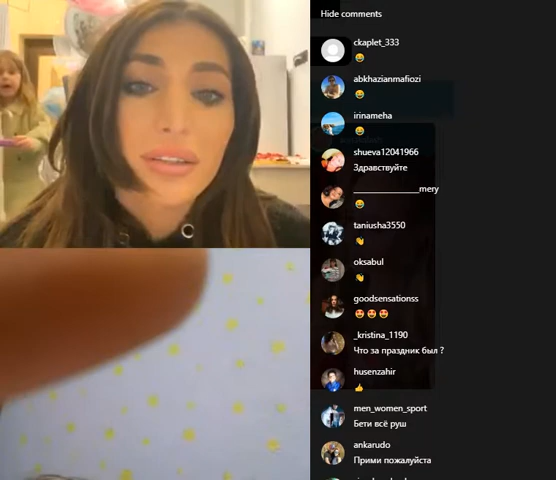 Hide comments
ckaplet_333
😂
abkhazianmafiozi
😂
irinameha
😂
shueva12041966
Здравствуйте
__________________mery
😂
taniusha3550
👏
oksabul
👏
goodsensationss
😍😍😍
_kristina_1190
Что за праздник был ?
husenzahir
👍
men_women_sport
Бети всё руш
ankarudo
Прими пожалуйста